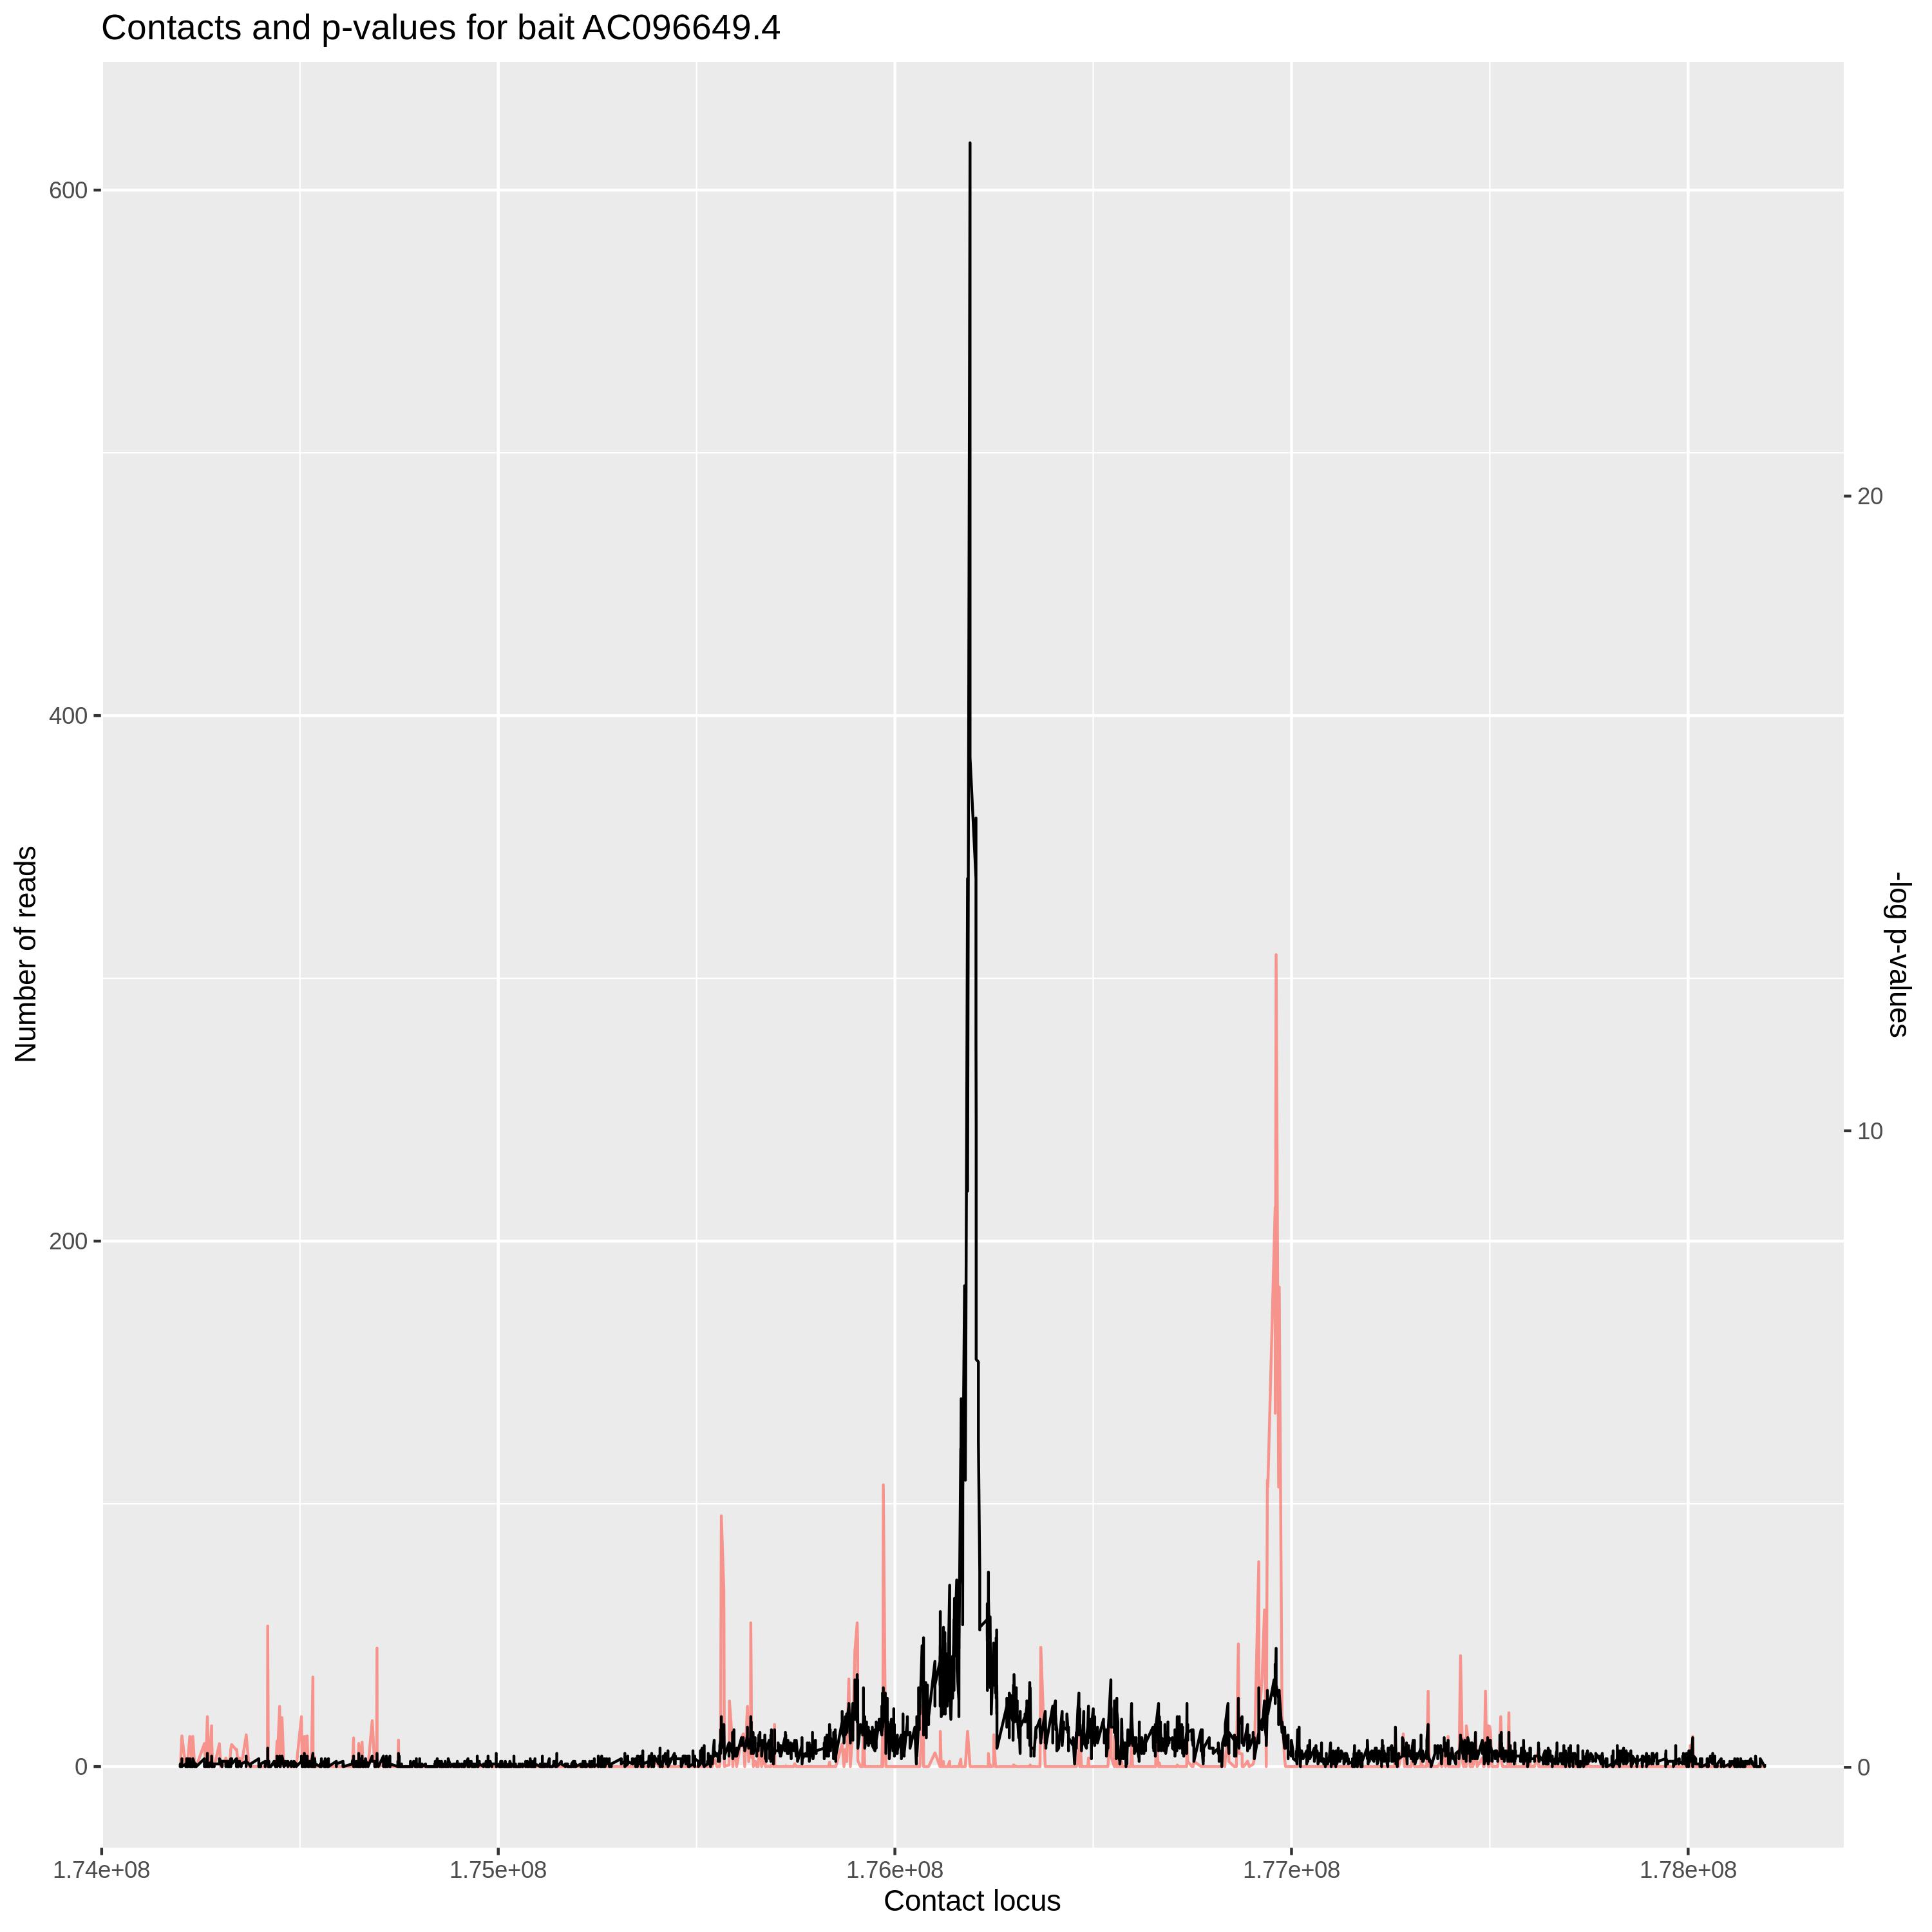 Contacts and p-values for bait AC096649.4
600
400
200
0
Number of reads
20
10
0
-log p-values
1.74e+08
1.75e+08
1.76e+08
1.77e+08
1.78e+08
Contact locus